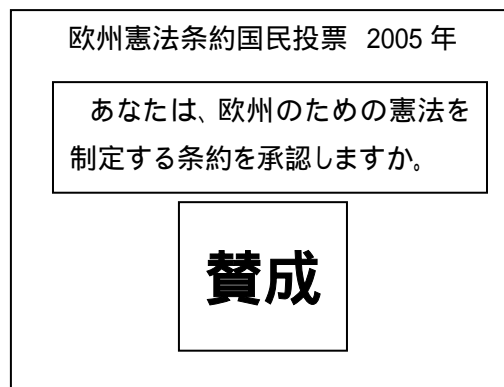 欧州憲法条約国民投票 2005 年
あなたは、欧州のための憲法を
制定する条約を承認しますか。
賛成